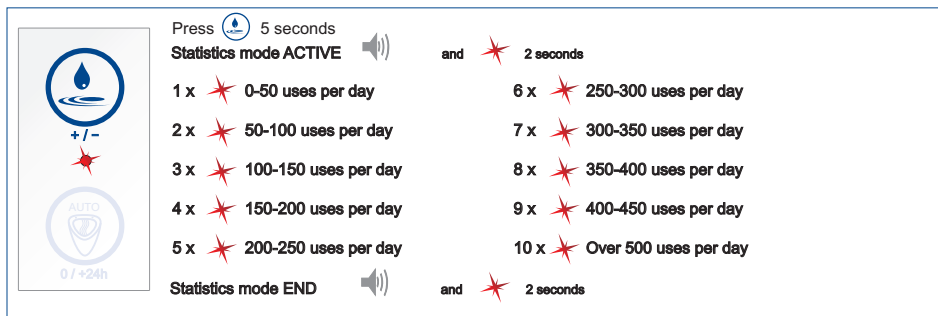 Press 5 seconds
Statistics mode ACTIVE and 2 seconds
+ / -
AUTO
0 / +24h
1 x 0-50 uses per day
2 x 50-100 uses per day
3 x 100-150 uses per day
4 x 150-200 uses per day
5 x 200-250 uses per day
6 x 250-300 uses per day
7 x 300-350 uses per day
8 x 350-400 uses per day
9 x 400-450 uses per day
10 x Over 500 uses per day
Statistics mode END and 2 seconds